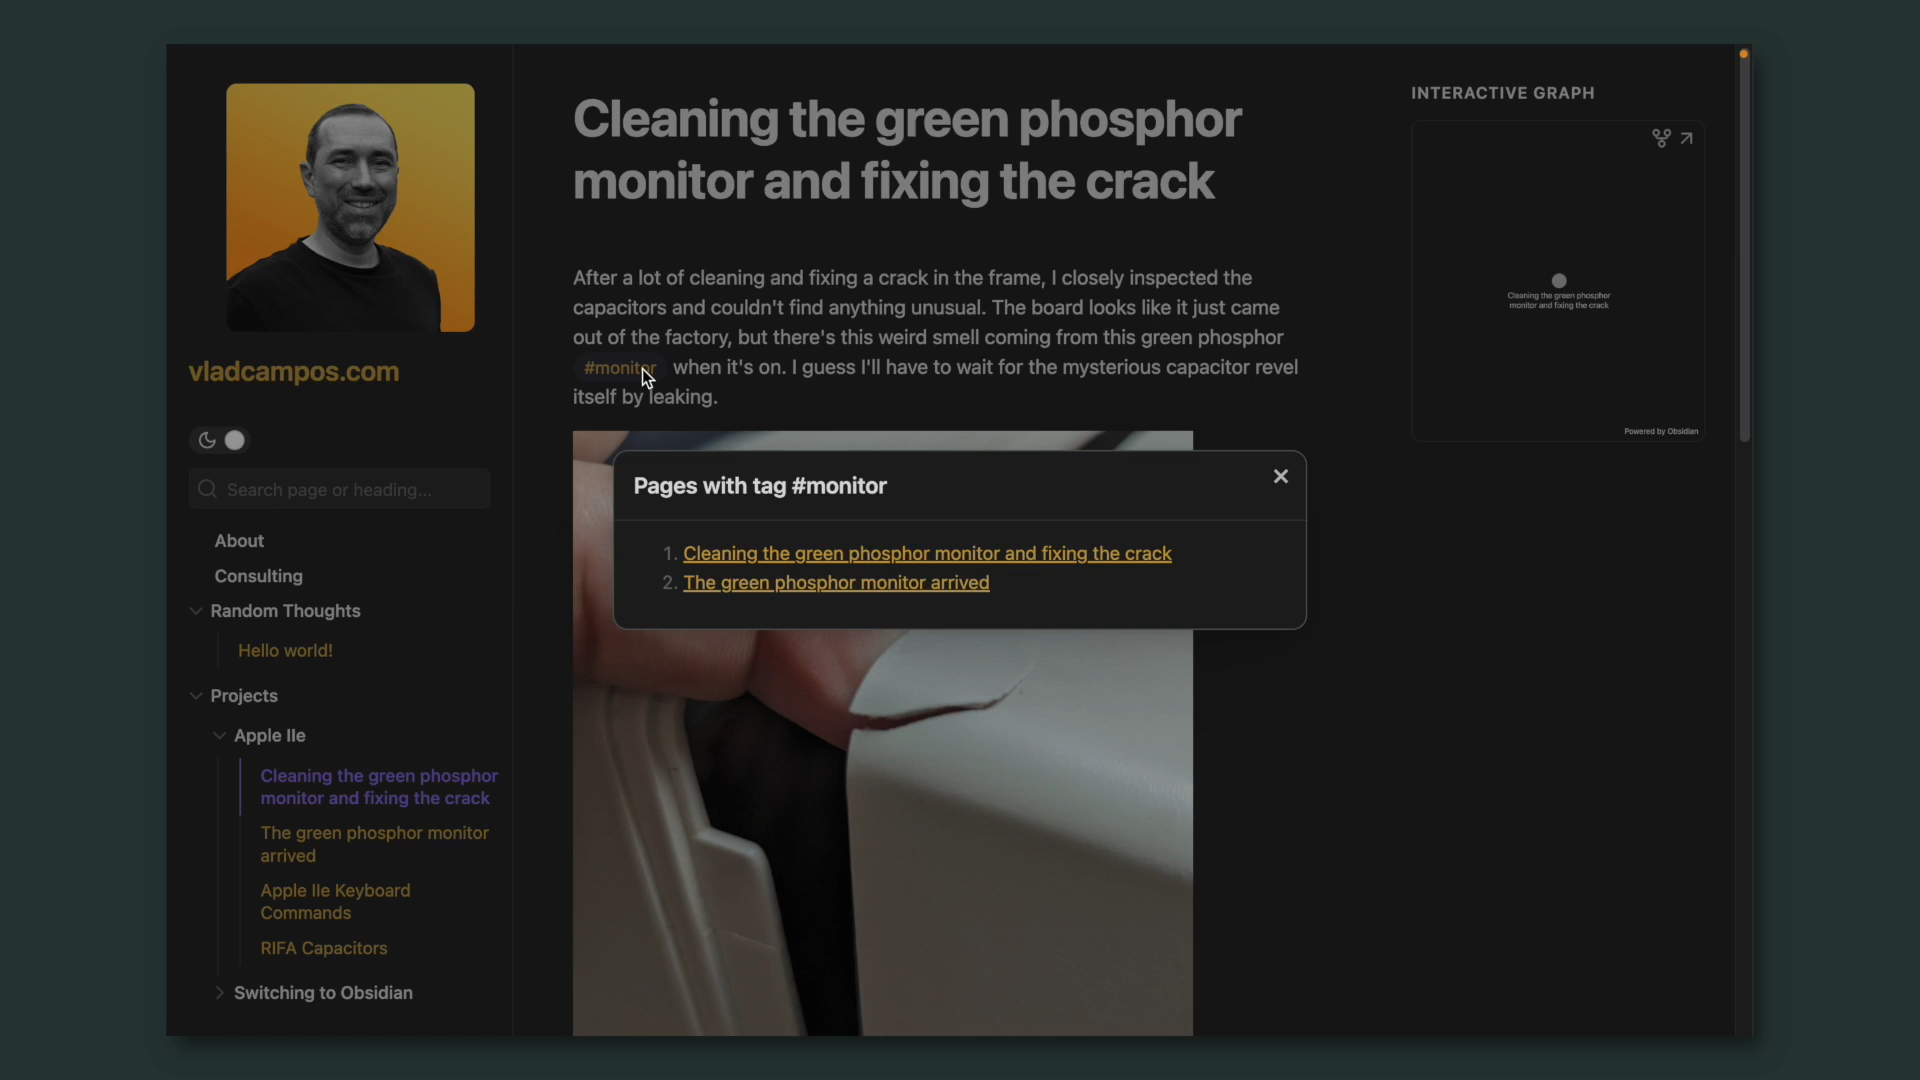 vladcampos.com
Search page or heading...
About
Consulting
Random Thoughts
Hello world!
Projects
Apple IIe
Cleaning the green phosphor
monitor and fixing the crack
The green phosphor monitor
arrived
Apple IIe Keyboard
Commands
RIFA Capacitors
Switching to Obsidian
Cleaning the green phosphor
monitor and fixing the crack
After a lot of cleaning and fixing a crack in the frame, I closely inspected the
capacitors and couldn't find anything unusual. The board looks like it just came
out of the factory, but there's this weird smell coming from this green phosphor
#monitor when it's on. I guess I'll have to wait for the mysterious capacitor revel
itself by leaking.
Pages with tag #monitor
1. Cleaning the green phosphor monitor and fixing the crack
2. The green phosphor monitor arrived
INTERACTIVE GRAPH
Cleaning the green phosphor
monitor and fixing the crack
Powered by Obsidian